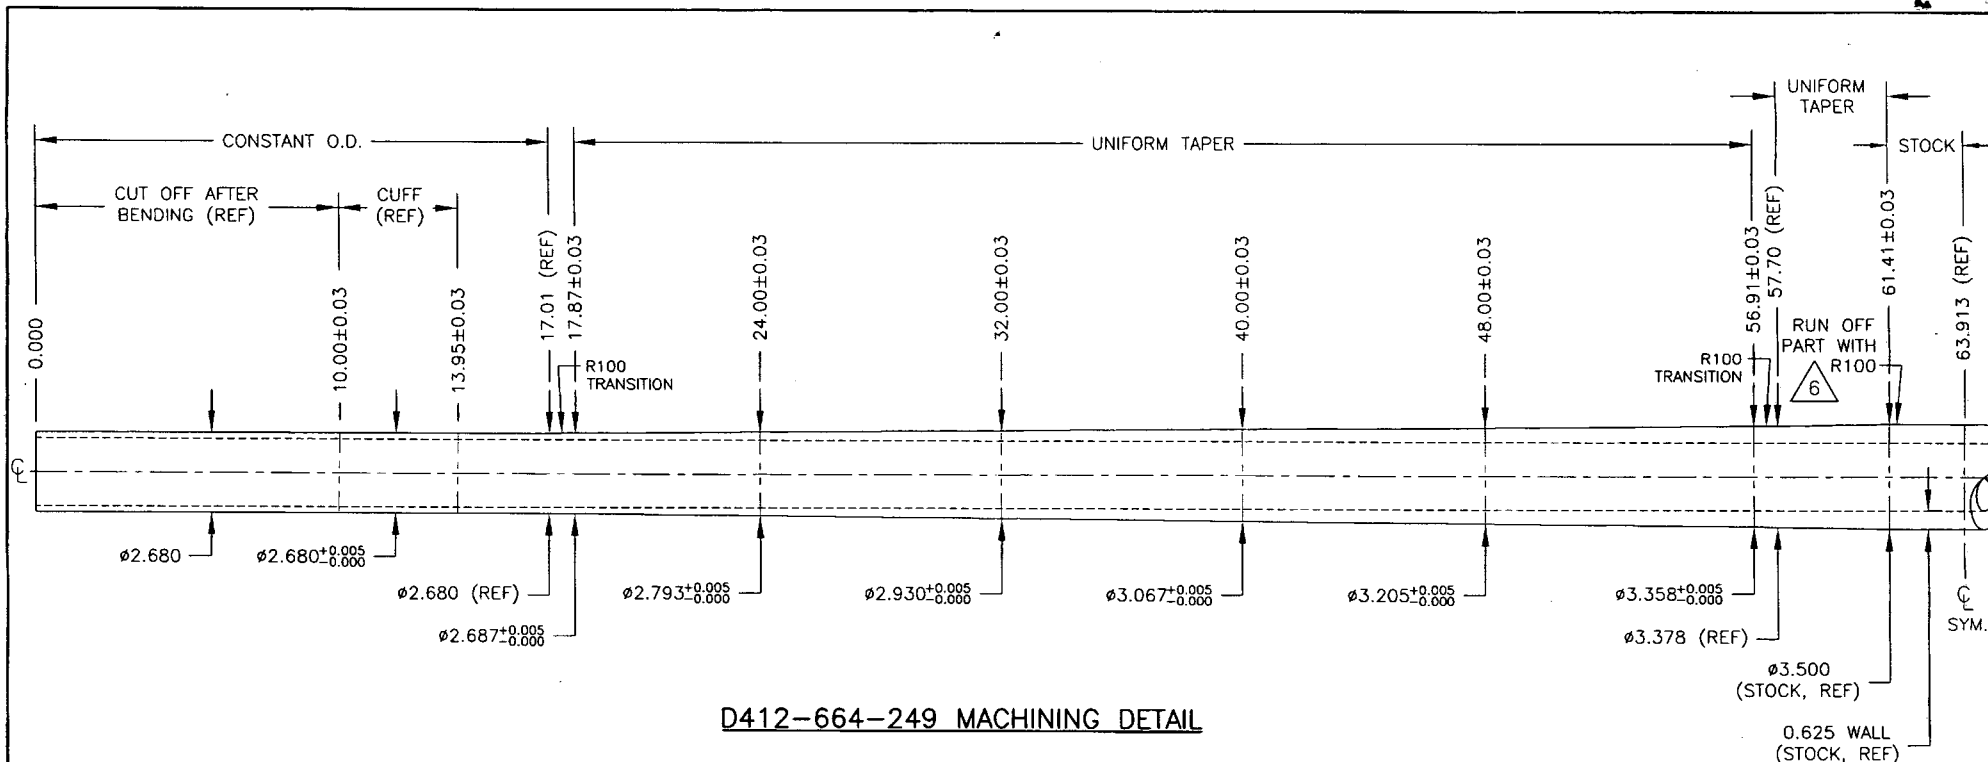 UNIFORM
TAPER
CONSTANT O.D.
UNIFORM TAPER
STOCK
CUT OFF AFTER
BENDING (REF)
CUFF
(REF)
0.000
10.00±0.03
13.95±0.03
17.01 (REF)
17.87±0.03
24.00±0.03
32.00±0.03
40.00±0.03
48.00±0.03
56.91±0.03
57.70 (REF)
61.41±0.03
63.913 (REF)
R100
TRANSITION
R100
TRANSITION
RUN OFF
PART WITH
R100
6
℄
ø2.680
ø2.680+0.005
-0.000
ø2.680 (REF)
ø2.687+0.005
-0.000
ø2.793+0.005
-0.000
ø2.930+0.005
-0.000
ø3.067+0.005
-0.000
ø3.205+0.005
-0.000
ø3.358+0.005
-0.000
ø3.378 (REF)
ø3.500
(STOCK, REF)
0.625 WALL
(STOCK, REF)
℄
SYM.
D412-664-249 MACHINING DETAIL